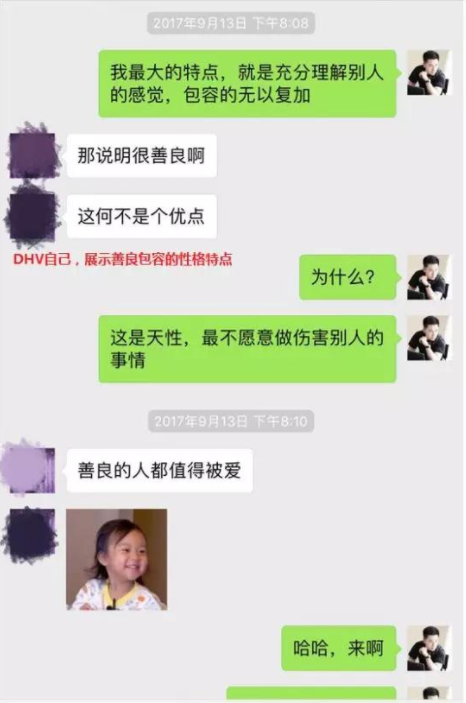 2017年9月13日 下午8:08
我最大的特点，就是充分理解别人
的感觉，包容的无以复加
那说明很善良啊
这何不是个优点
DHV自己，展示善良包容的性格特点
为什么？
这是天性，最不愿意做伤害别人的
事情
2017年9月13日 下午8:10
善良的人都值得被爱
哈哈，来啊